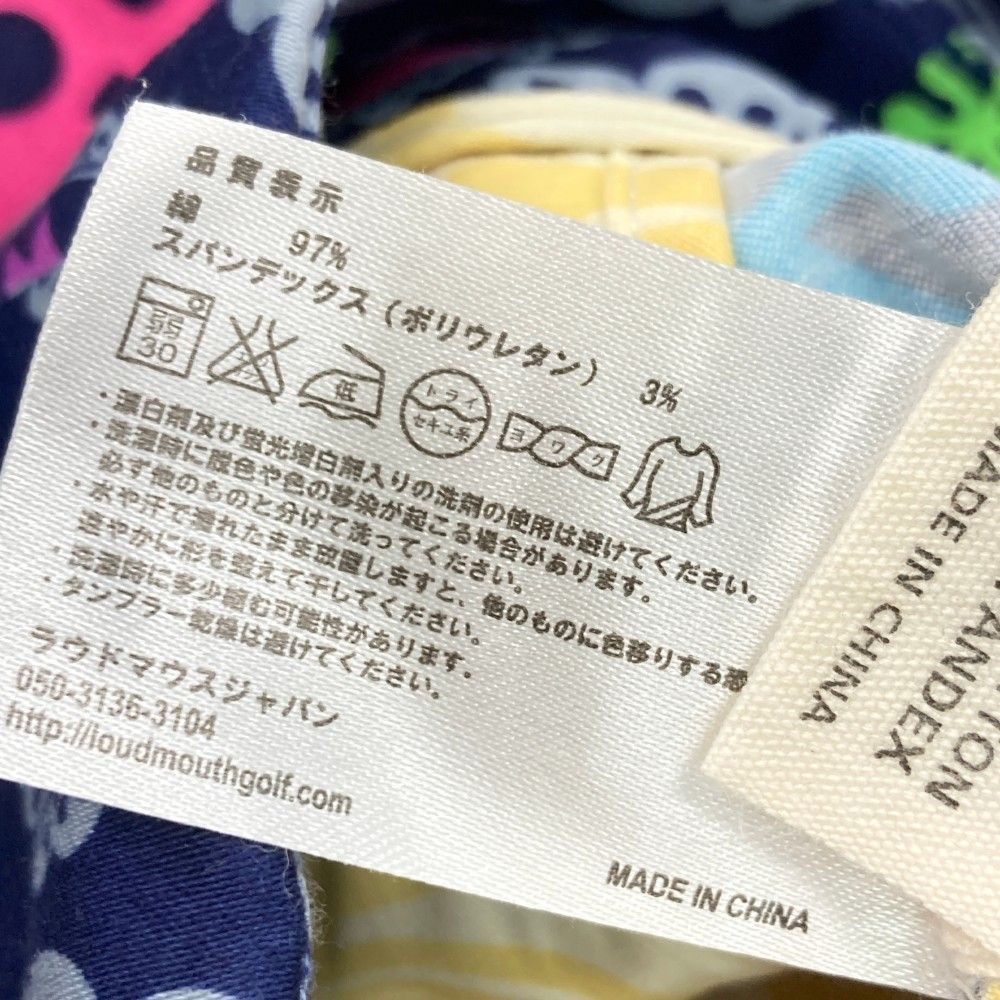 品質表示
綿 97%
スパンテックス（ポリウレタン） 3%
弱
30
エンソサラシ
低
ドライ
セキユ系
ヨワク
・漂白剤及び蛍光増白剤入りの洗剤の使用は避けてください。
・洗濯時に脱色や色の移染が起こる場合があります。
必ず他のものと分けて洗ってください。
・水や汗で濡れたまま放置しますと、他のものに色移りする恐
速やかに形を整えて干してください。
・洗濯時に多少縮む可能性があります。
・タンブラー乾燥は避けてください。
ラウドマウスジャパン
050-3136-3104
http://loudmouthgolf.com
MADE IN CHINA
TON
ANDEX
MADE IN CHINA